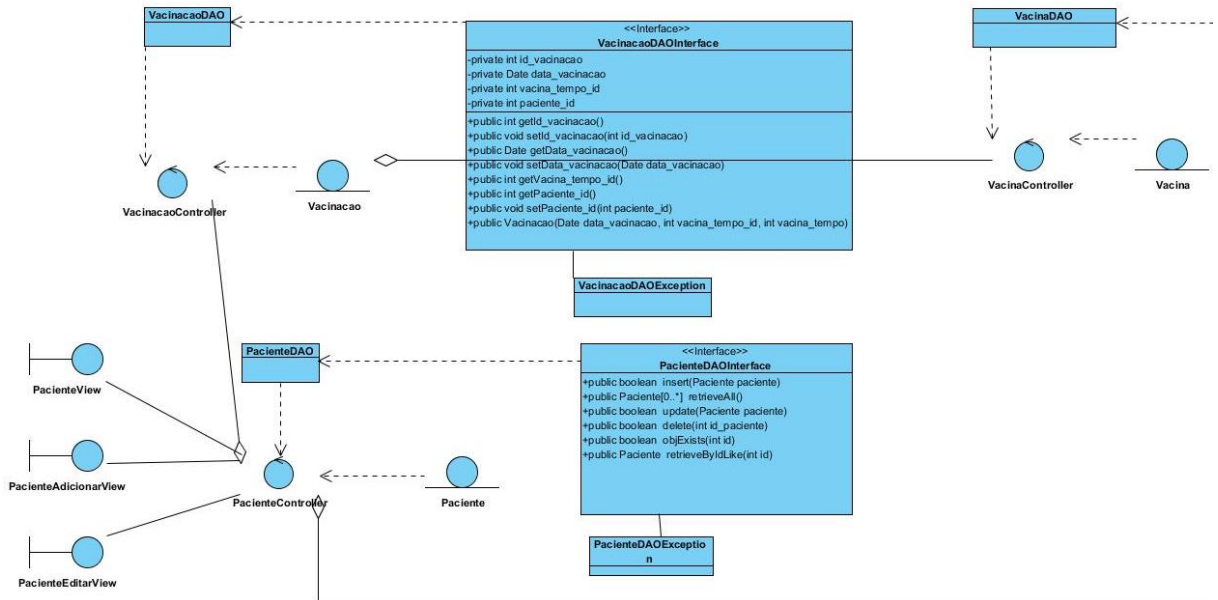 VacinacaoDAO
<<Interface>>
VacinacaoDAOInterface
-private int id_vacinacao
-private Date data_vacinacao
-private int vacina_tempo_id
-private int paciente_id
+public int getId_vacinacao()
+public void setId_vacinacao(int id_vacinacao)
+public Date getData_vacinacao()
+public void setData_vacinacao(Date data_vacinacao)
+public int getVacina_tempo_id()
+public int getPaciente_id()
+public void setPaciente_id(int paciente_id)
+public Vacinacao(Date data_vacinacao, int vacina_tempo_id, int vacina_tempo)
VacinaDAO
VacinacaoController
Vacinacao
VacinaController
Vacina
VacinacaoDAOException
PacienteView
PacienteAdicionarView
PacienteEditarView
PacienteDAO
PacienteController
Paciente
<<Interface>>
PacienteDAOInterface
+public boolean insert(Paciente paciente)
+public Paciente[0..*] retrieveAll()
+public boolean update(Paciente paciente)
+public boolean delete(int id_paciente)
+public boolean objExists(int id)
+public Paciente retrieveByIdLike(int id)
PacienteDAOExceptio
n